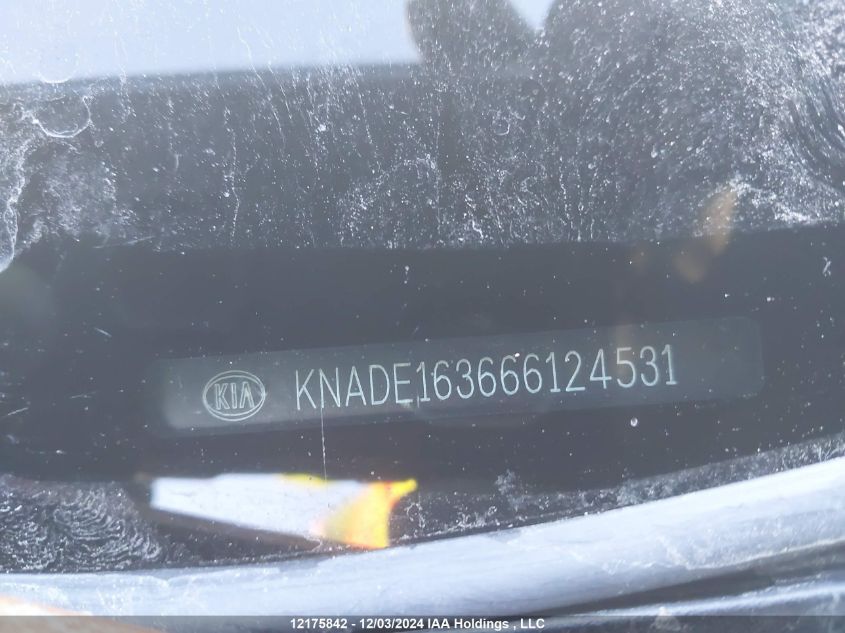 KIA KNADE163666124531
12175842 - 12/03/2024 IAA Holdings , LLC